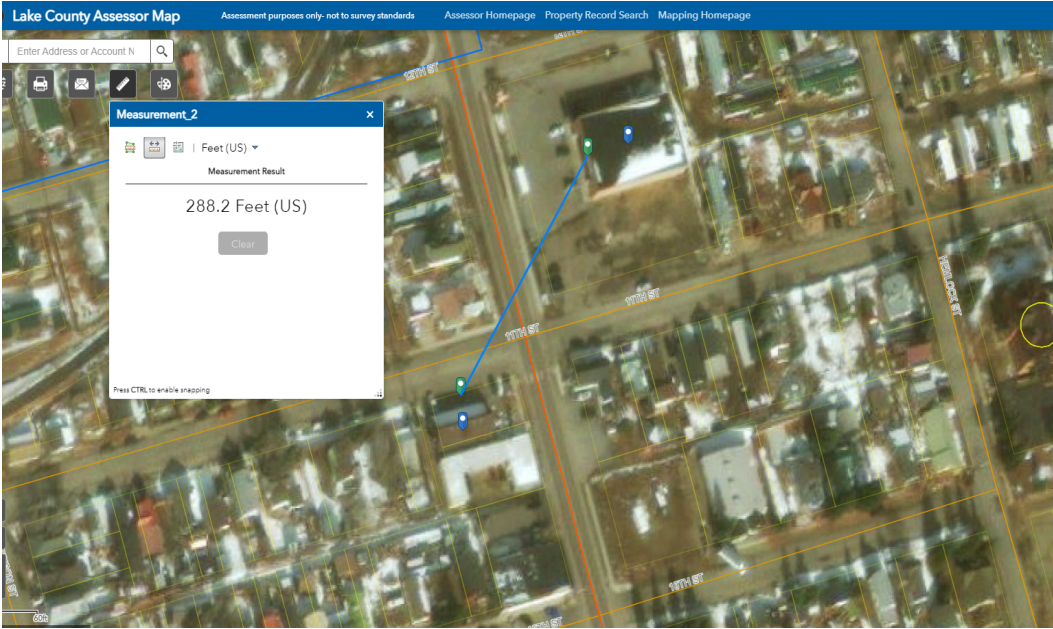 Lake County Assessor Map
Assessment purposes only- not to survey standards
Assessor Homepage Property Record Search Mapping Homepage
Enter Address or Account N
Measurement_2
×
Feet (US)
Measurement Result
288.2 Feet (US)
Clear
Press CTRL to enable snapping
12TH ST
11TH ST
11TH ST
HEMLOCK ST
10TH ST
60ft